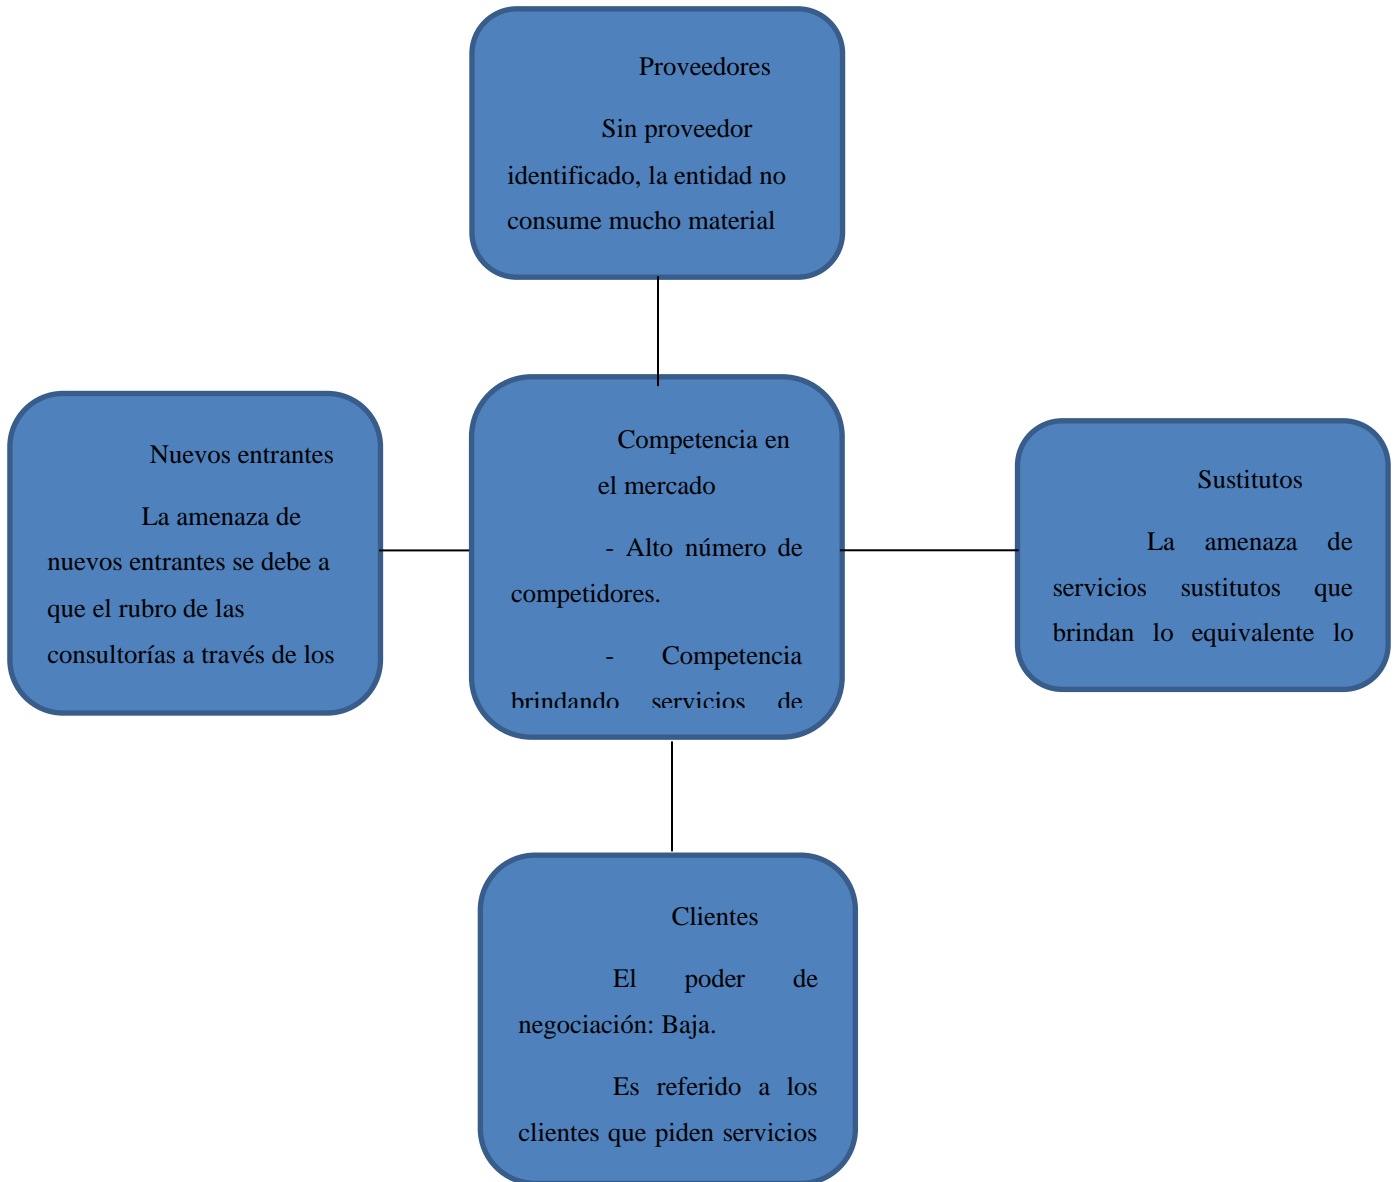 Proveedores
Sin proveedor
identificado, la entidad no
consume mucho material
Nuevos entrantes
La amenaza de
nuevos entrantes se debe a
que el rubro de las
consultorías a través de los
Competencia en
el mercado
- Alto número de
competidores.
- Competencia
brindando servicios de
Sustitutos
La amenaza de
servicios sustitutos que
brindan lo equivalente lo
Clientes
El poder de
negociación: Baja.
Es referido a los
clientes que piden servicios